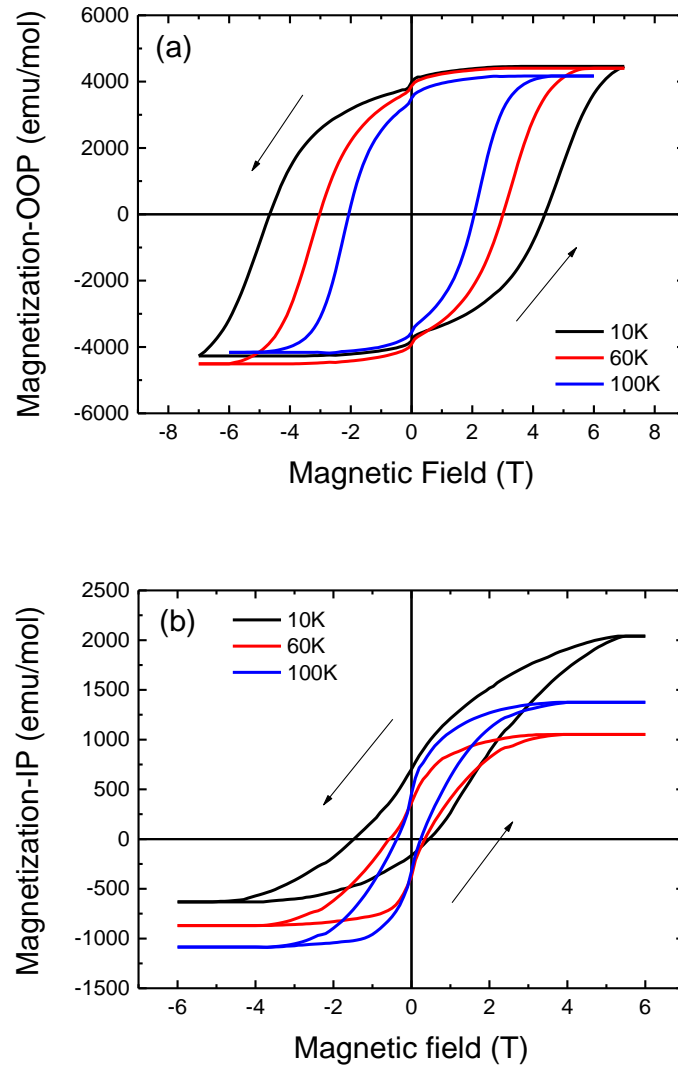 (a)
Magnetization-OOP (emu/mol)
6000
4000
2000
0
-2000
-4000
-6000
10K
60K
100K
-8 -6 -4 -2 0 2 4 6 8
Magnetic Field (T)
(b)
Magnetization-IP (emu/mol)
10K
60K
100K
2500
2000
1500
1000
500
0
-500
-1000
-1500
-6 -4 -2 0 2 4 6
Magnetic field (T)